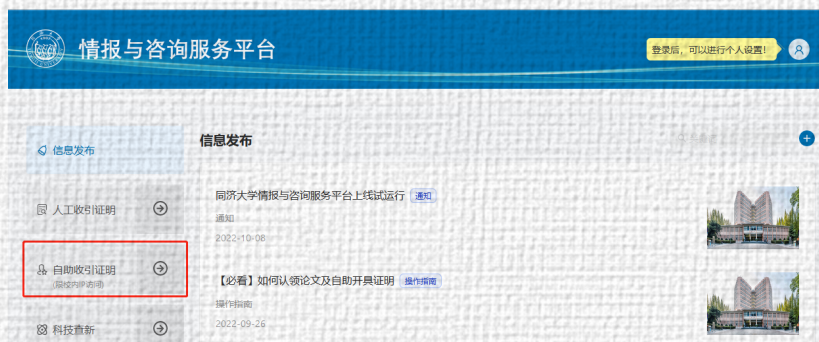 情报与咨询服务平台
登录后，可以进行个人设置！
信息发布
信息发布
人工收引证明
自助收引证明
(限校内IP访问)
科技查新
同济大学情报与咨询服务平台上线试运行 通知
通知
2022-10-08
【必看】如何认领论文及自助开具证明 操作指南
操作指南
2022-09-26